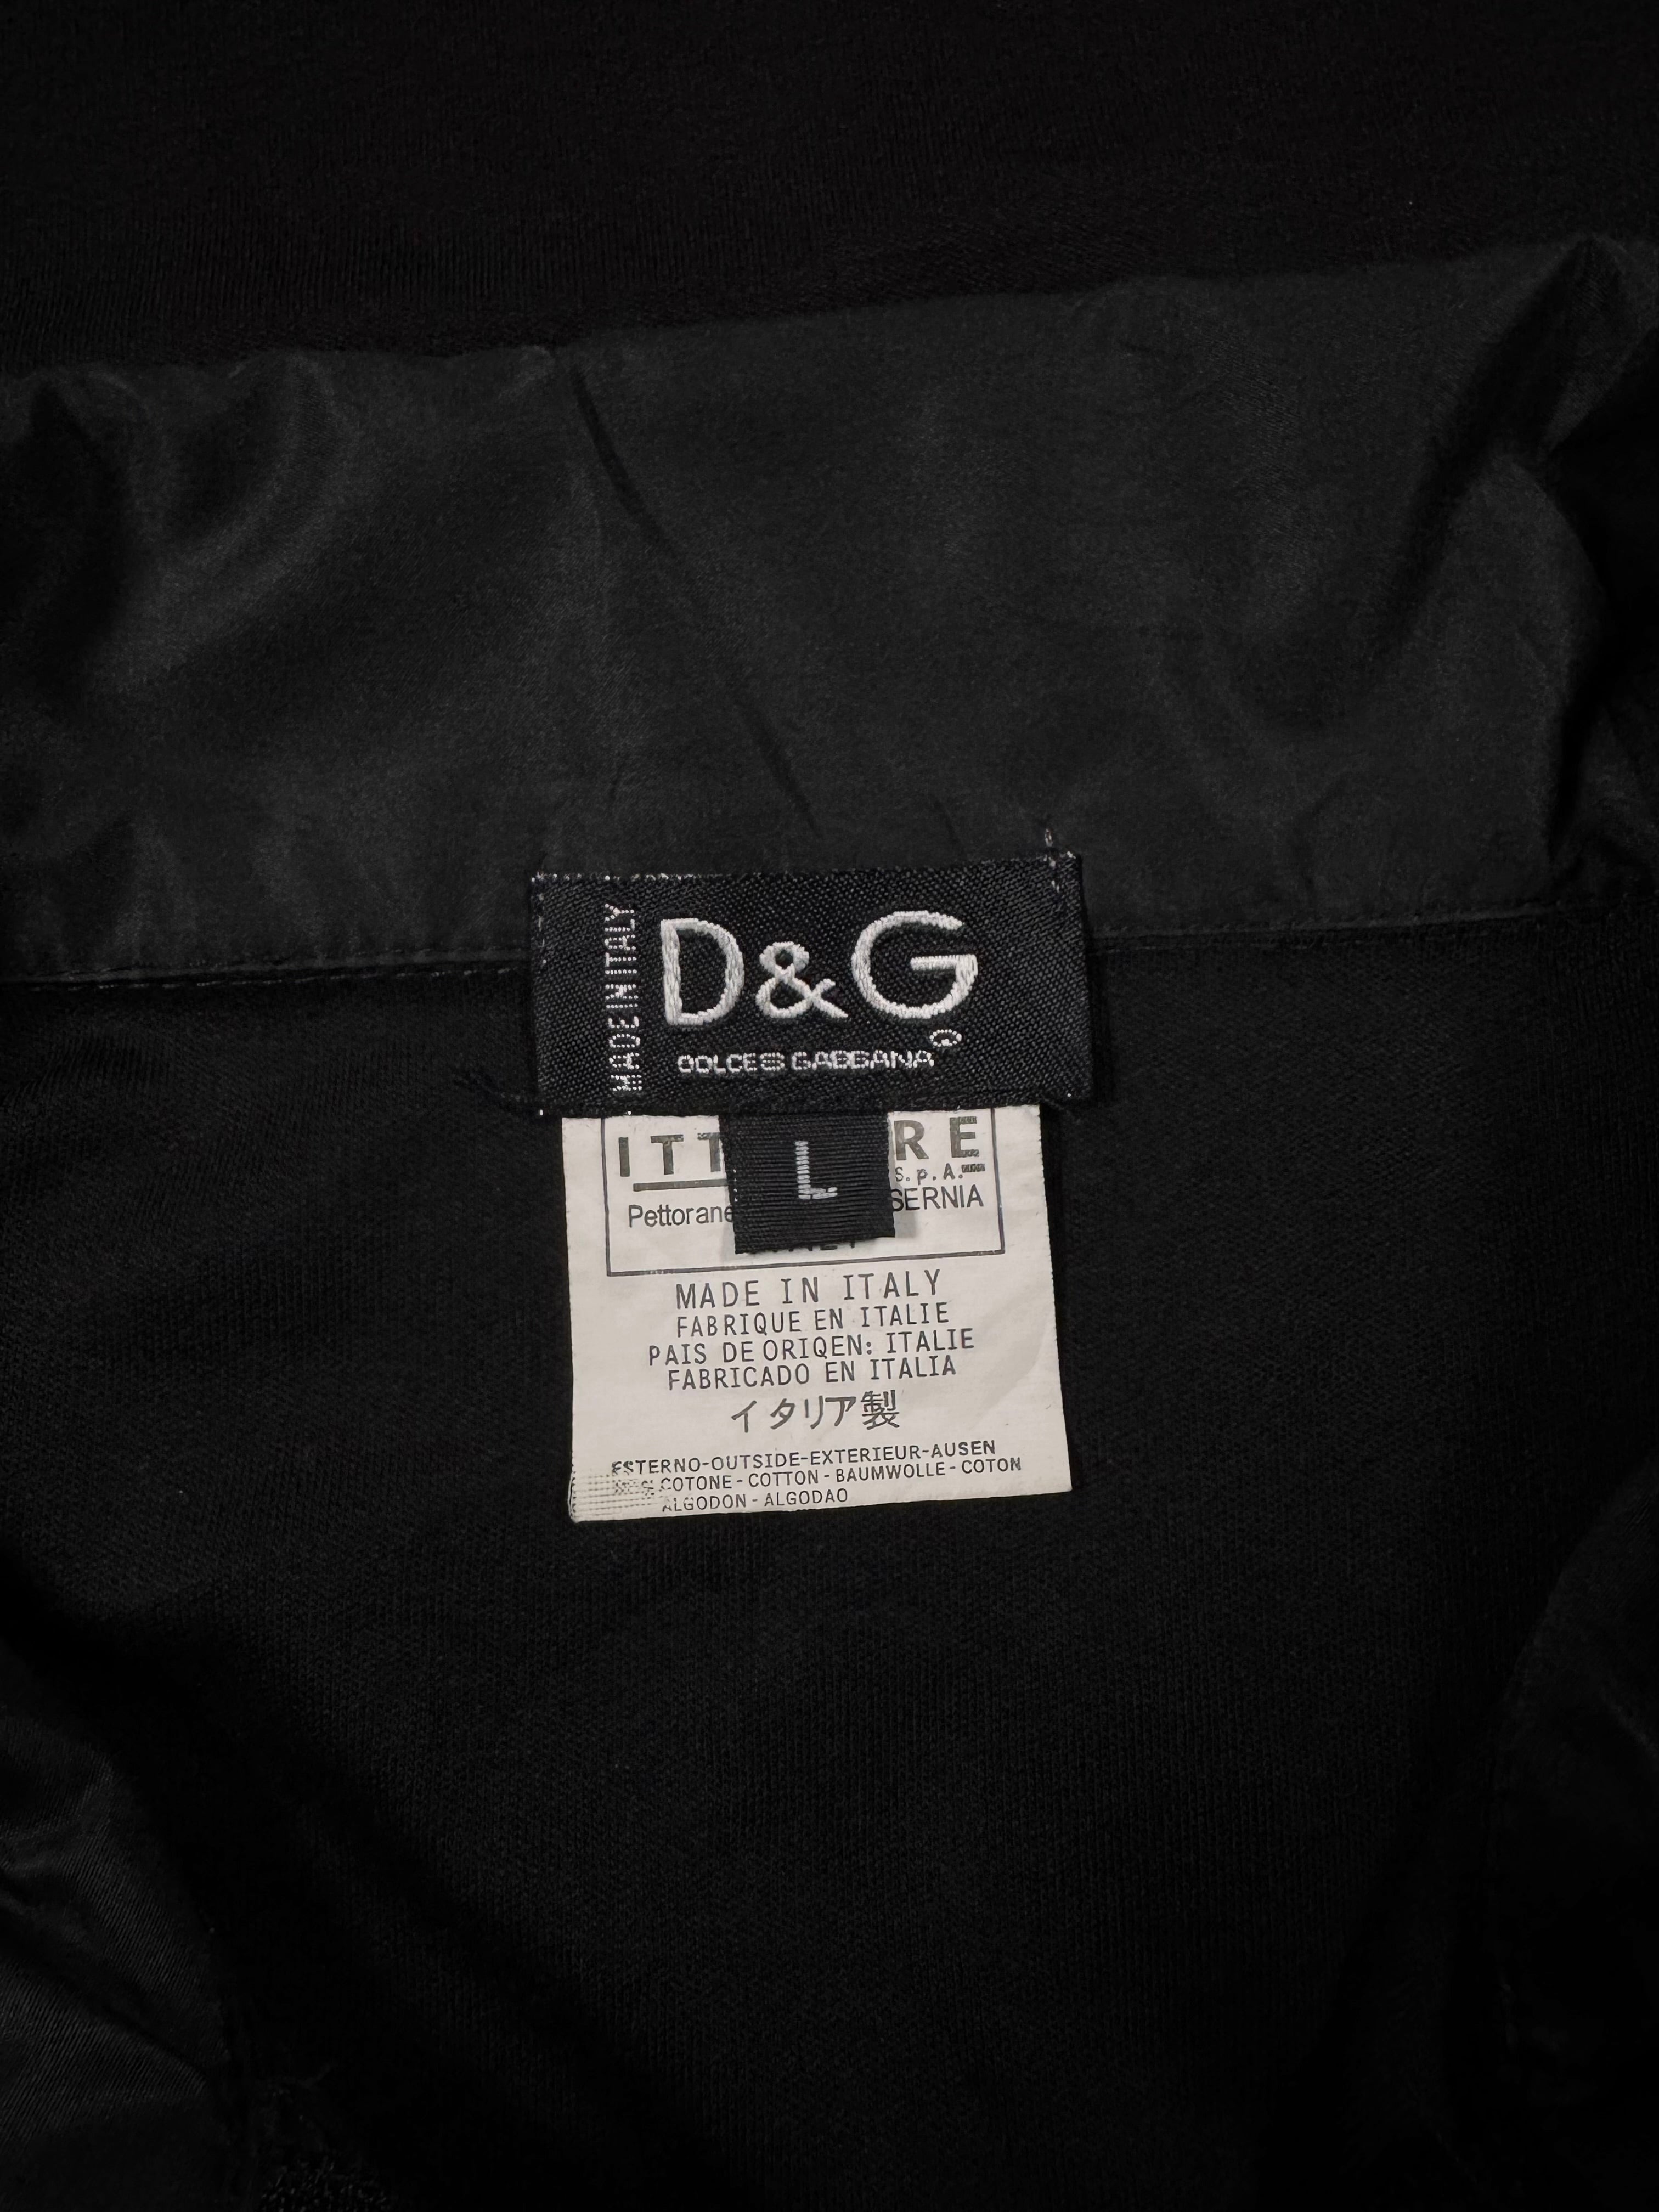 MADE IN ITALY
D&G
DOLCE & GABBANA
L
ITT RE
S.p.A.
Pettorane SERNIA
MADE IN ITALY
FABRIQUE EN ITALIE
PAIS DE ORIQEN: ITALIE
FABRICADO EN ITALIA
イタリア製
ESTERNO-OUTSIDE-EXTERIEUR-AUSEN
% COTONE - COTTON - BAUMWOLLE - COTON
ALGODON - ALGODAO